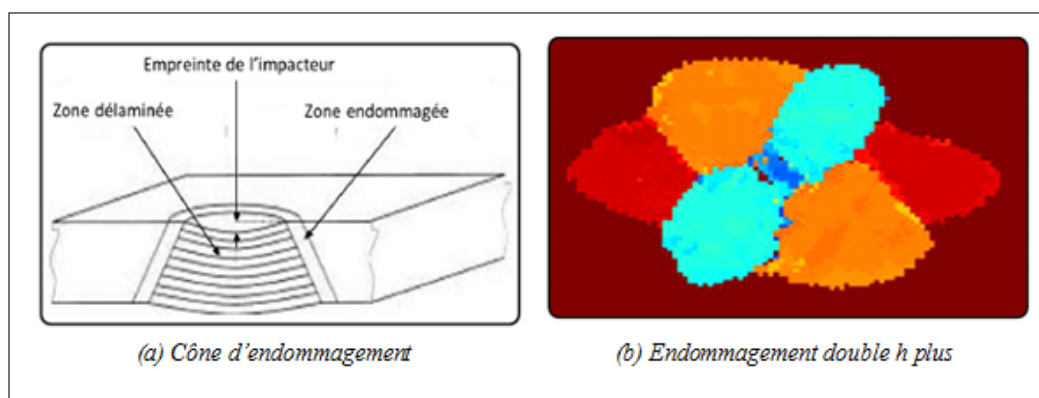 Empreinte de l'impacteur
Zone délaminée
Zone endommagée
(a) Cône d'endommagement
(b) Endommagement double h plus